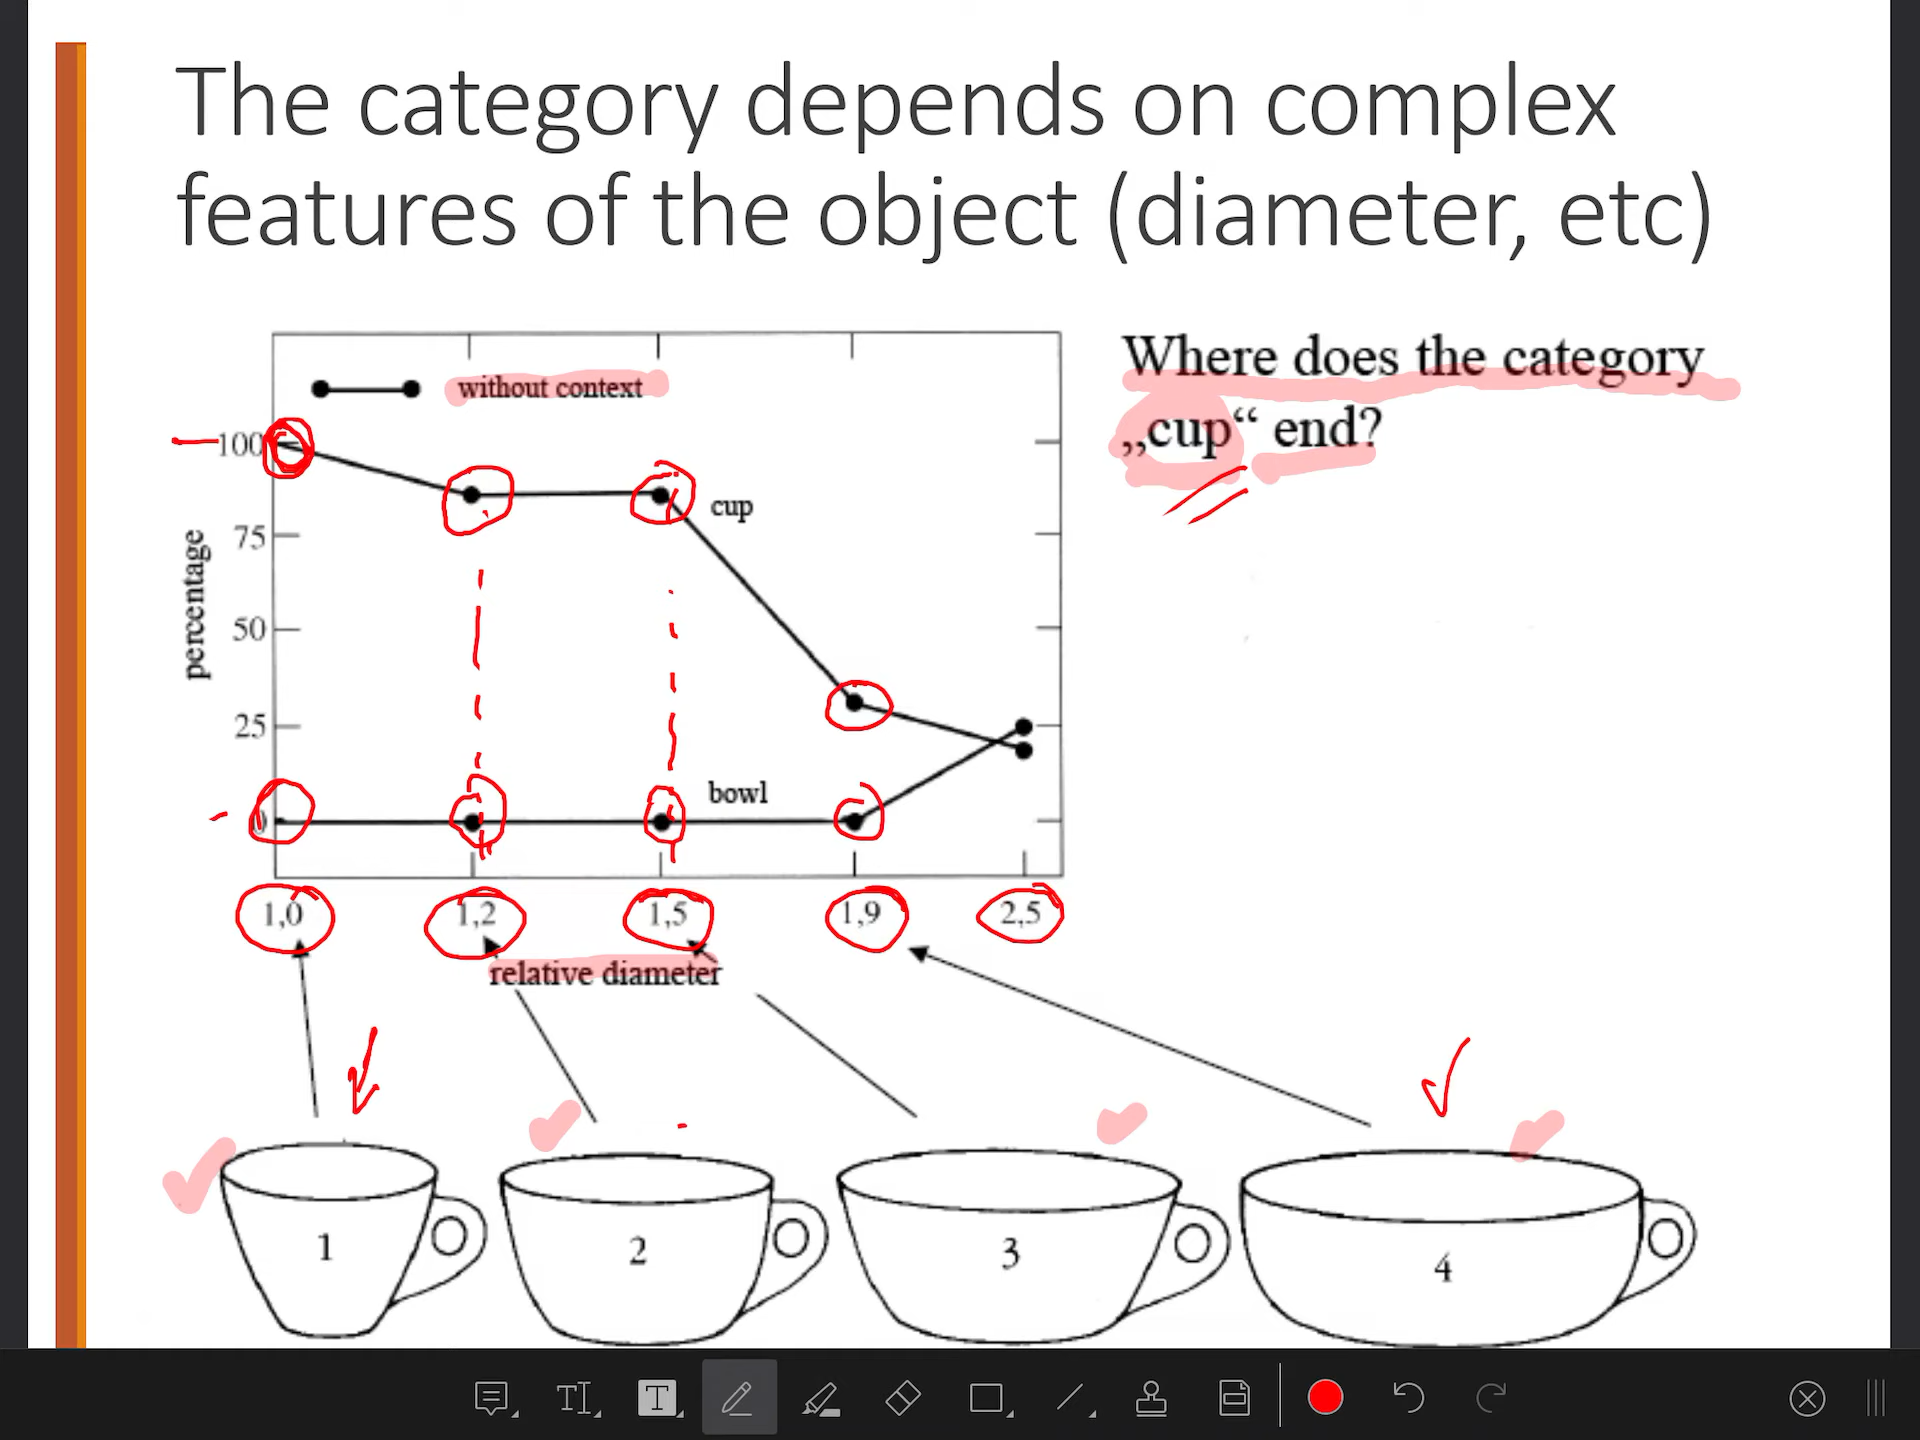 The category depends on complex
features of the object (diameter, etc)
without context
Where does the category
„cup“ end?
100
75
50
25
0
percentage
cup
bowl
1,0
1,2
1,5
1,9
2,5
relative diameter
1
2
3
4